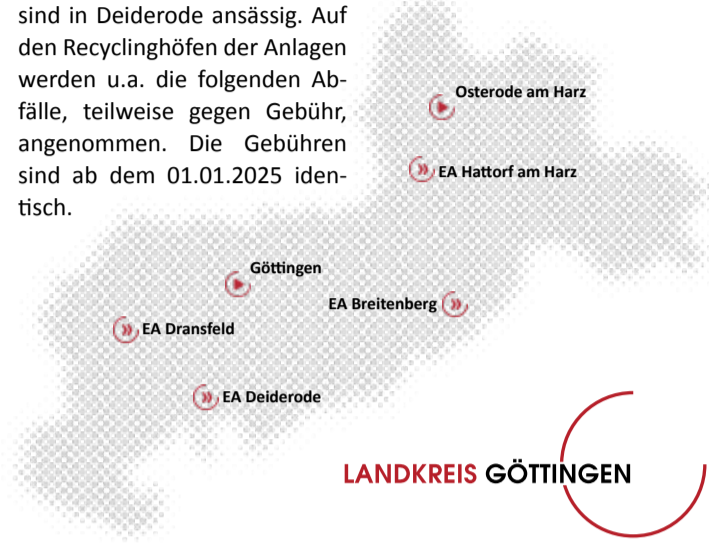 sind in Deiderode ansässig. Auf
den Recyclinghöfen der Anlagen
werden u.a. die folgenden Ab-
fälle, teilweise gegen Gebühr,
angenommen. Die Gebühren
sind ab dem 01.01.2025 iden-
tisch.
Osterode am Harz
EA Hattorf am Harz
Göttingen
EA Breitenberg
EA Dransfeld
EA Deiderode
LANDKREIS GÖTTINGEN